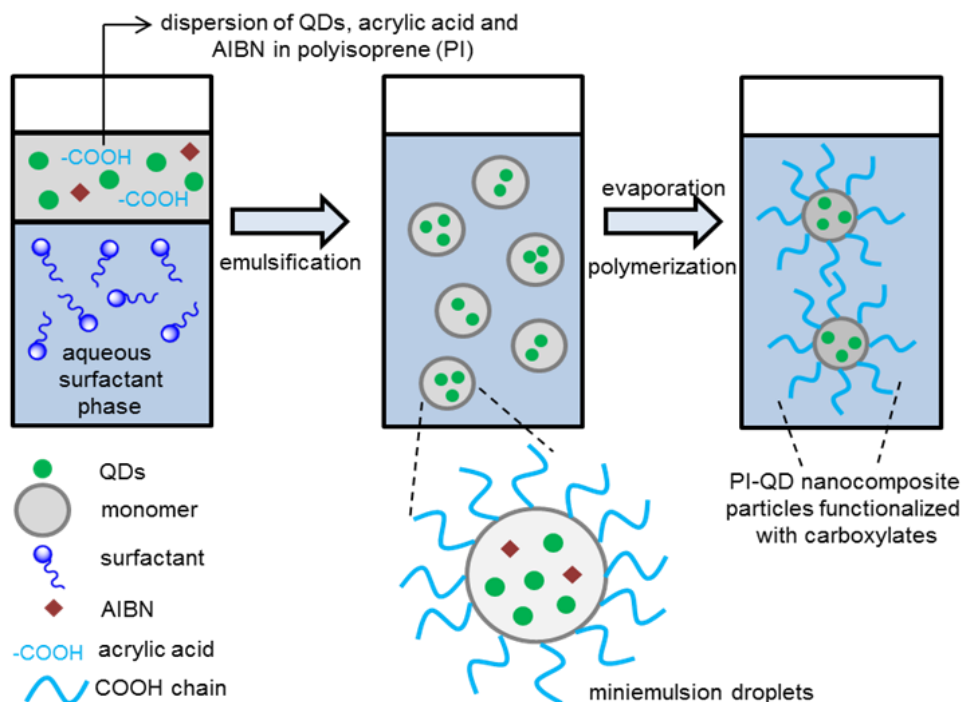 dispersion of QDs, acrylic acid and
AIBN in polyisoprene (PI)
-COOH
-COOH
aqueous
surfactant
phase
emulsification
evaporation
polymerization
QDs
monomer
surfactant
AIBN
-COOH acrylic acid
COOH chain
miniemulsion droplets
PI-QD nanocomposite
particles functionalized
with carboxylates